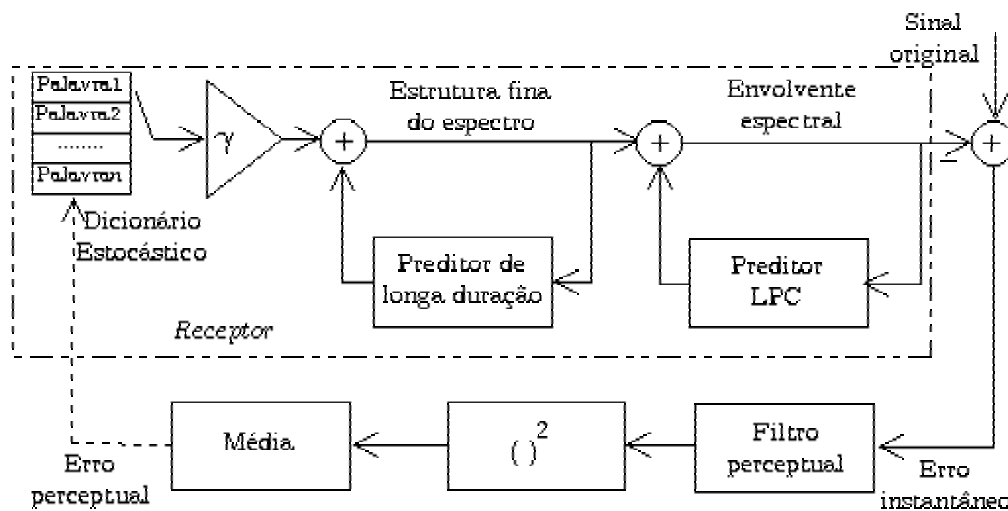 Sinal
original
Palavra1
Palavra2
........
Palavran
γ
+
Estrutura fina
do espectro
+
Envolvente
espectral
+
−
Dicionário
Estocástico
Preditor de
longa duração
Preditor
LPC
Receptor
Média
( )²
Filtro
perceptual
Erro
perceptual
Erro
instantâneo